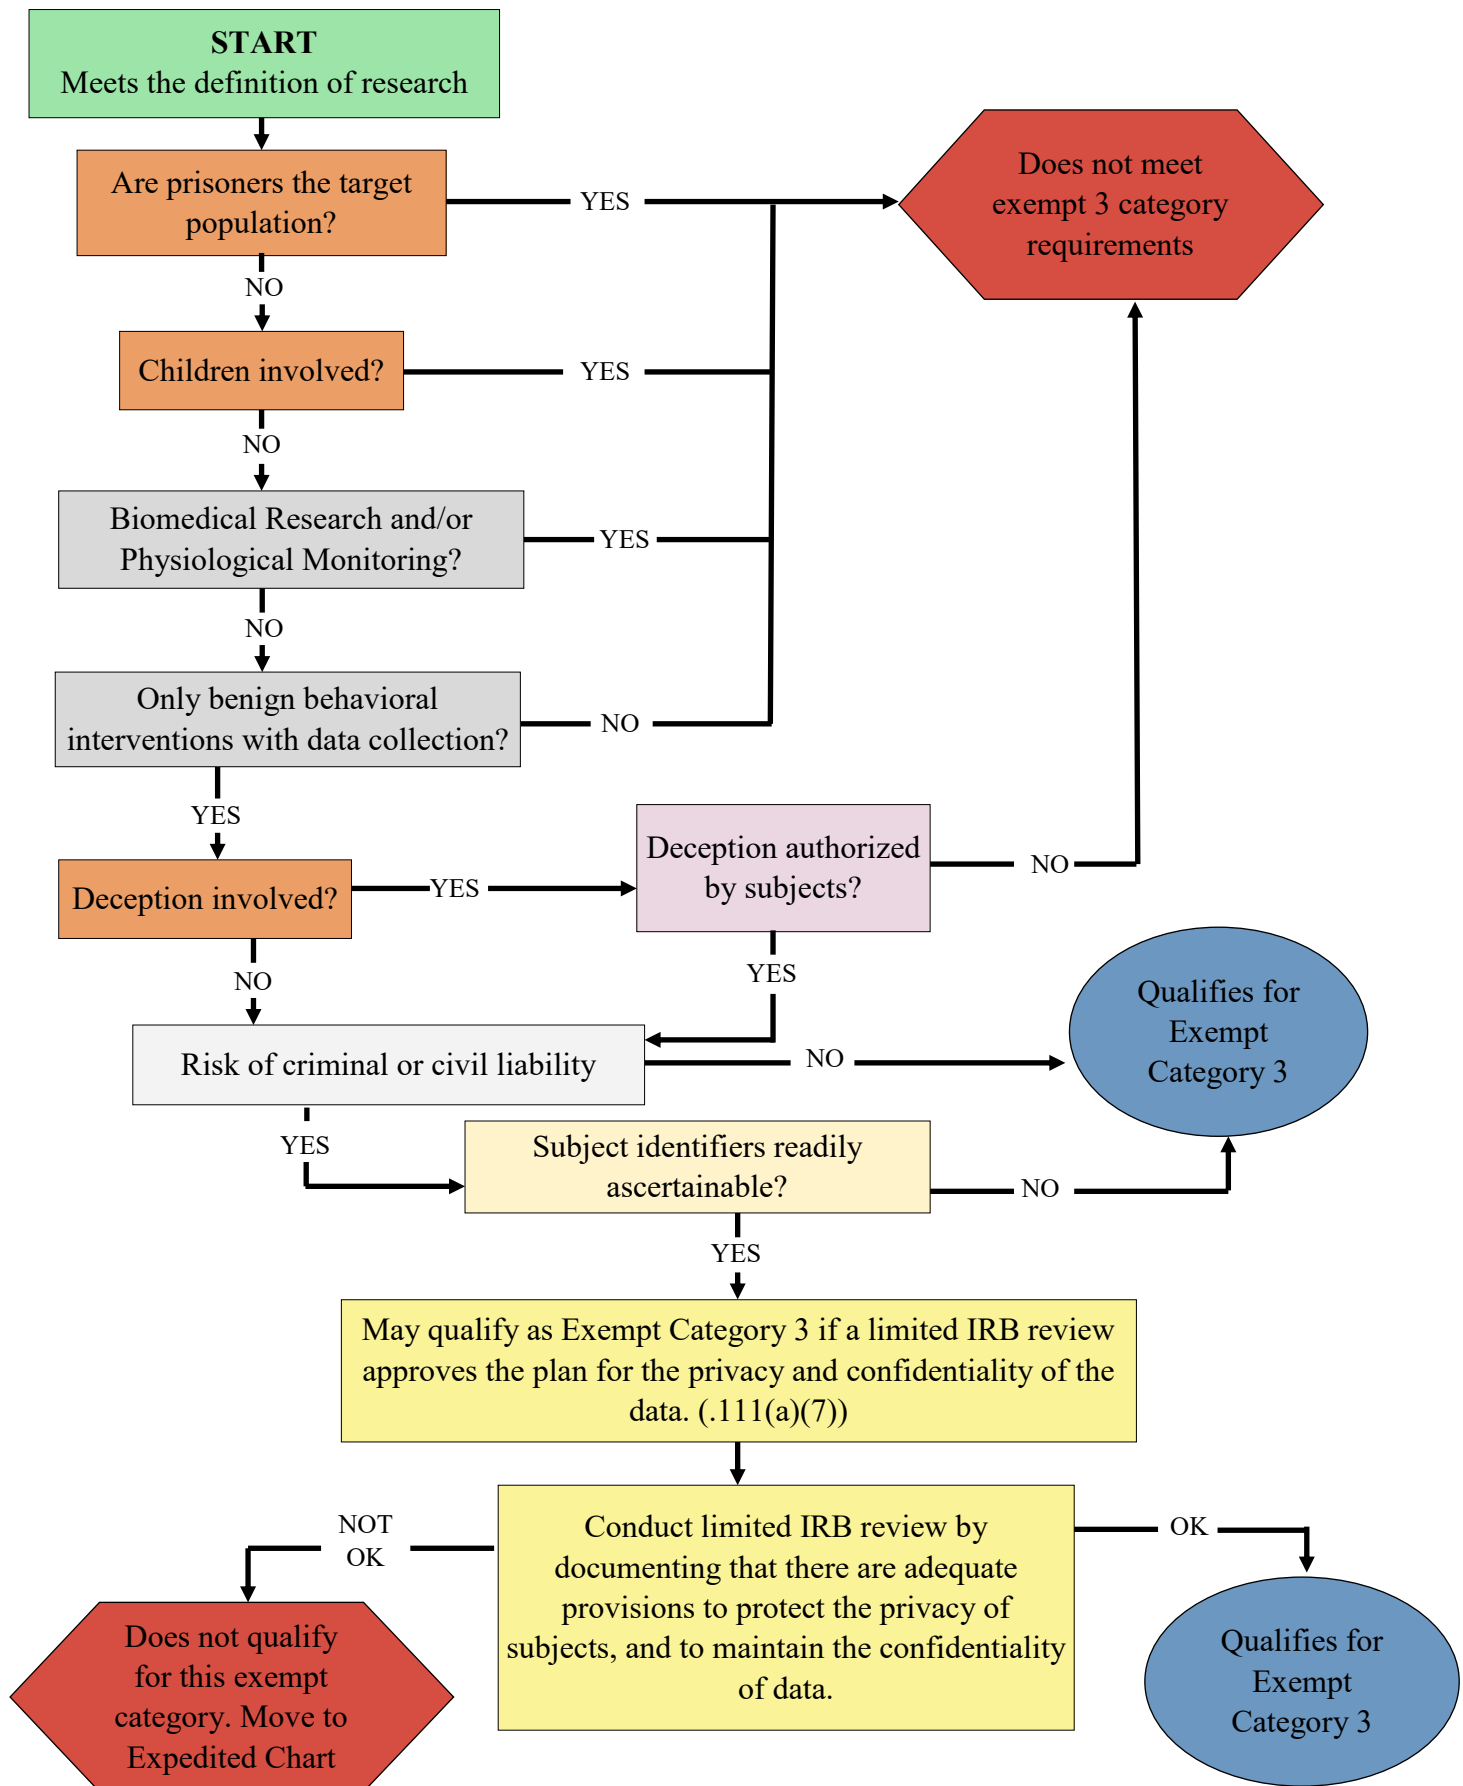 START
Meets the definition of research
Are prisoners the target
population?
YES
Does not meet
exempt 3 category
requirements
NO
Children involved?
YES
NO
Biomedical Research and/or
Physiological Monitoring?
YES
NO
Only benign behavioral
interventions with data collection?
NO
YES
Deception involved?
YES
Deception authorized
by subjects?
NO
NO
YES
Risk of criminal or civil liability
NO
Qualifies for
Exempt
Category 3
YES
Subject identifiers readily
ascertainable?
NO
YES
May qualify as Exempt Category 3 if a limited IRB review
approves the plan for the privacy and confidentiality of the
data. (.111(a)(7))
Conduct limited IRB review by
documenting that there are adequate
provisions to protect the privacy of
subjects, and to maintain the confidentiality
of data.
NOT
OK
OK
Does not qualify
for this exempt
category. Move to
Expedited Chart
Qualifies for
Exempt
Category 3